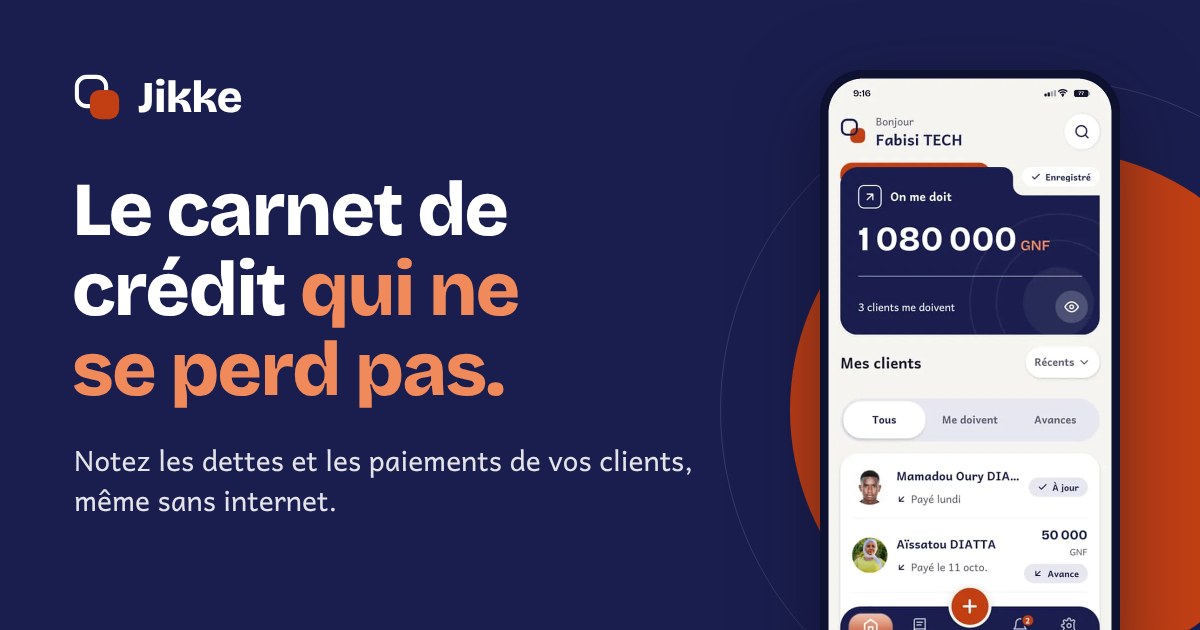 Jikke
Le carnet de
crédit qui ne
se perd pas.
Notez les dettes et les paiements de vos clients,
même sans internet.
9:16
77
Bonjour
Fabisi TECH
Enregistré
On me doit
1 080 000 GNF
3 clients me doivent
Mes clients
Récents
Tous
Me doivent
Avances
Mamadou Oury DIA...
Payé lundi
À jour
Aïssatou DIATTA
Payé le 11 octo.
50 000
GNF
Avance
2